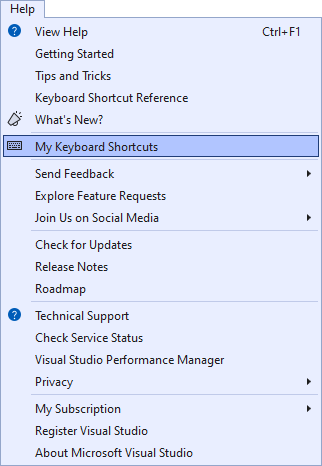 Help
View Help Ctrl+F1
Getting Started
Tips and Tricks
Keyboard Shortcut Reference
What's New?
My Keyboard Shortcuts
Send Feedback
Explore Feature Requests
Join Us on Social Media
Check for Updates
Release Notes
Roadmap
Technical Support
Check Service Status
Visual Studio Performance Manager
Privacy
My Subscription
Register Visual Studio
About Microsoft Visual Studio